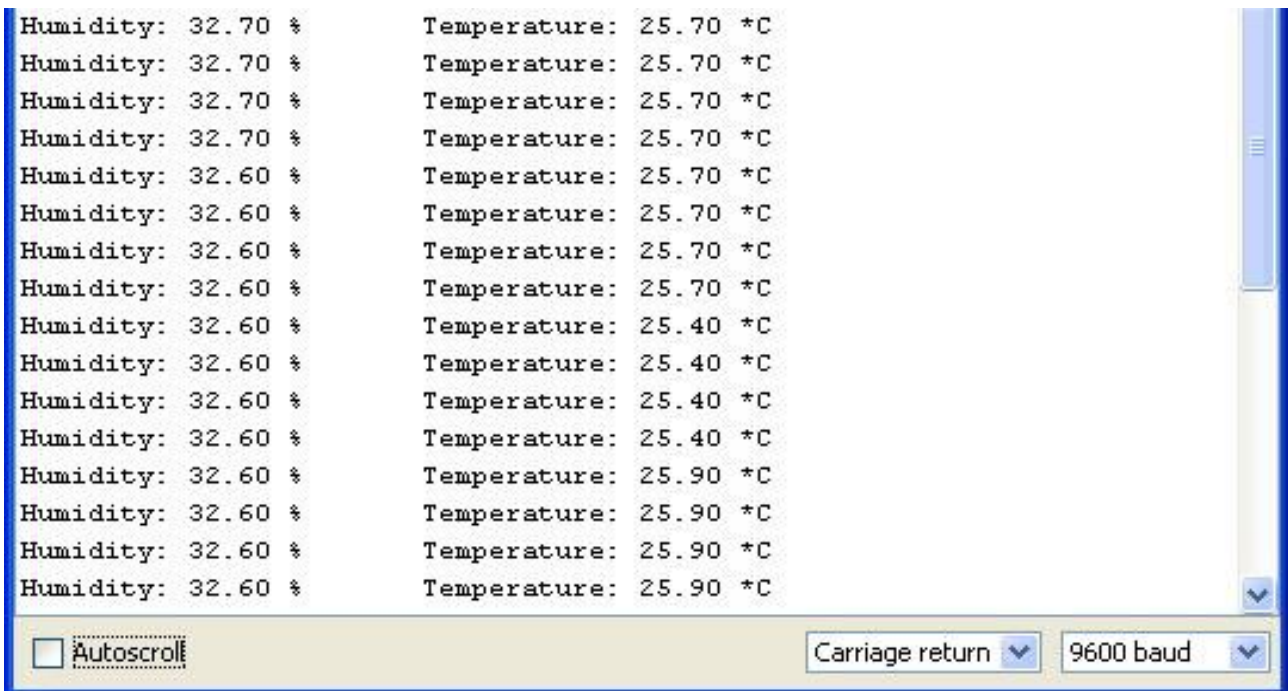 Humidity: 32.70 %	Temperature: 25.70 *C
Humidity: 32.70 %	Temperature: 25.70 *C
Humidity: 32.70 %	Temperature: 25.70 *C
Humidity: 32.70 %	Temperature: 25.70 *C
Humidity: 32.60 %	Temperature: 25.70 *C
Humidity: 32.60 %	Temperature: 25.70 *C
Humidity: 32.60 %	Temperature: 25.70 *C
Humidity: 32.60 %	Temperature: 25.70 *C
Humidity: 32.60 %	Temperature: 25.40 *C
Humidity: 32.60 %	Temperature: 25.40 *C
Humidity: 32.60 %	Temperature: 25.40 *C
Humidity: 32.60 %	Temperature: 25.40 *C
Humidity: 32.60 %	Temperature: 25.90 *C
Humidity: 32.60 %	Temperature: 25.90 *C
Humidity: 32.60 %	Temperature: 25.90 *C
Humidity: 32.60 %	Temperature: 25.90 *C
Autoscroll	Carriage return	9600 baud